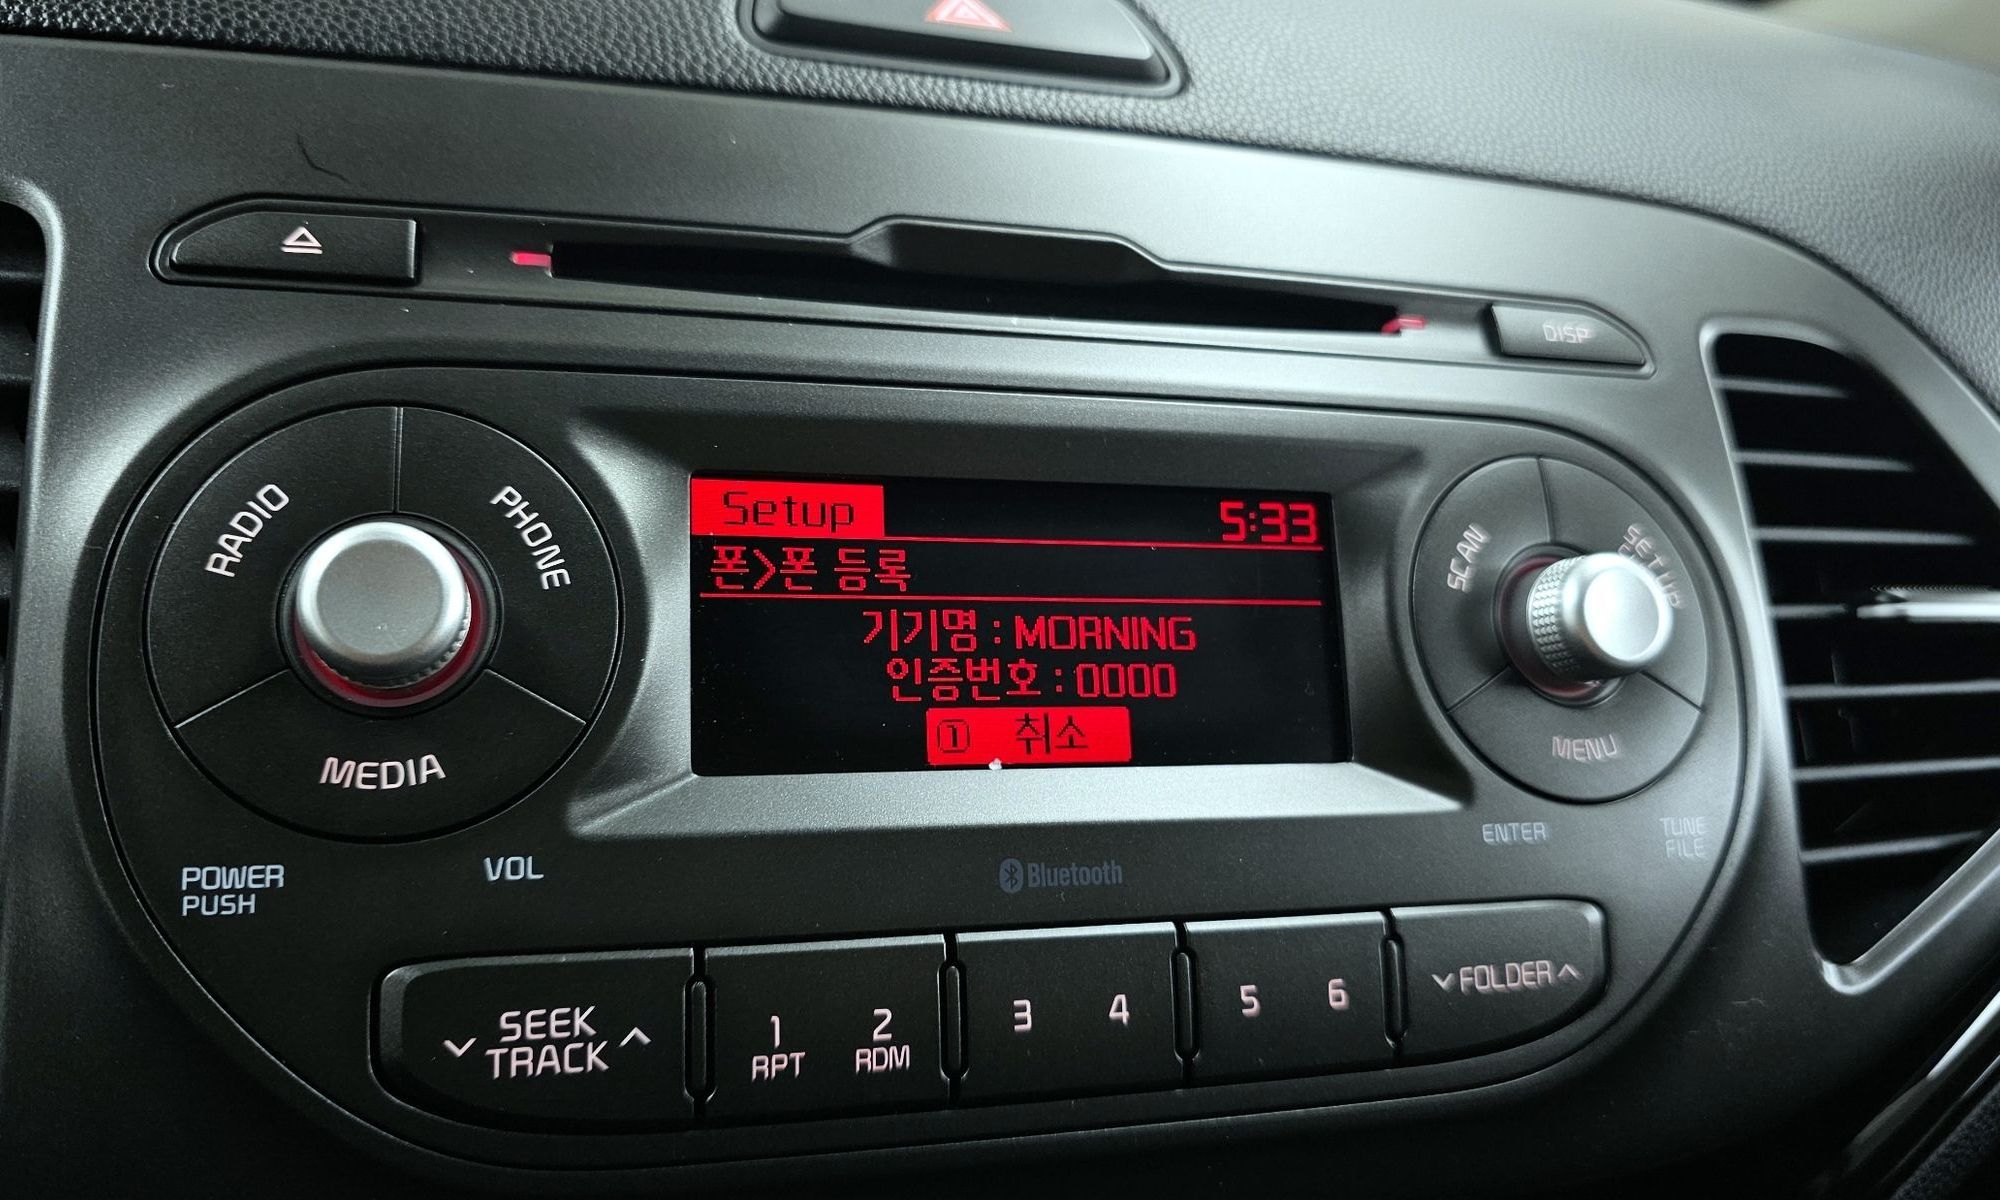 DISP
RADIO
PHONE
MEDIA
POWER
PUSH
VOL
Setup 5:33
폰>폰 등록
기기명 : MORNING
인증번호 : 0000
① 취소
SCAN
SETUP
MENU
ENTER
TUNE
FILE
Bluetooth
SEEK
TRACK
1
RPT
2
RDM
3 4
5 6
FOLDER